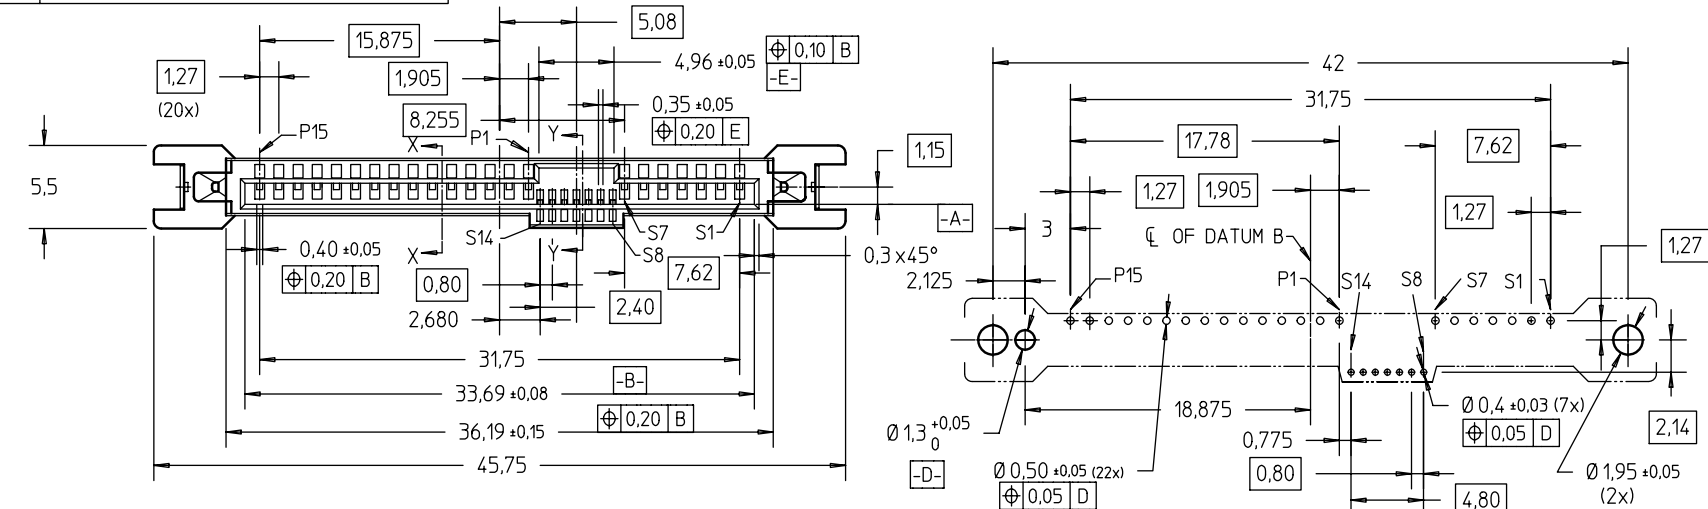 5,08
15,875
⌖ 0,10 B
42
4,96 ±0,05
-E-
1,27
(20x)
1,905
31,75
0,35 ±0,05
8,255
⌖ 0,20 E
P15
P1
Y
X
17,78
7,62
1,15
5,5
1,27
1,905
1,27
-A-
3
S14
S7
S1
℄ OF DATUM B
1,27
0,40 ±0,05
X
Y
S8
0,3 x45°
⌖ 0,20 B
0,80
7,62
2,125
P15
P1
S14
S8
S7
S1
2,680
2,40
31,75
-B-
33,69 ±0,08
⌖ 0,20 B
36,19 ±0,15
18,875
Ø 0,4 ±0,03 (7x)
⌖ 0,05 D
2,14
Ø 1,3 +0,05
0
0,775
45,75
-D-
Ø 0,50 ±0,05 (22x)
⌖ 0,05 D
0,80
Ø 1,95 ±0,05
(2x)
4,80